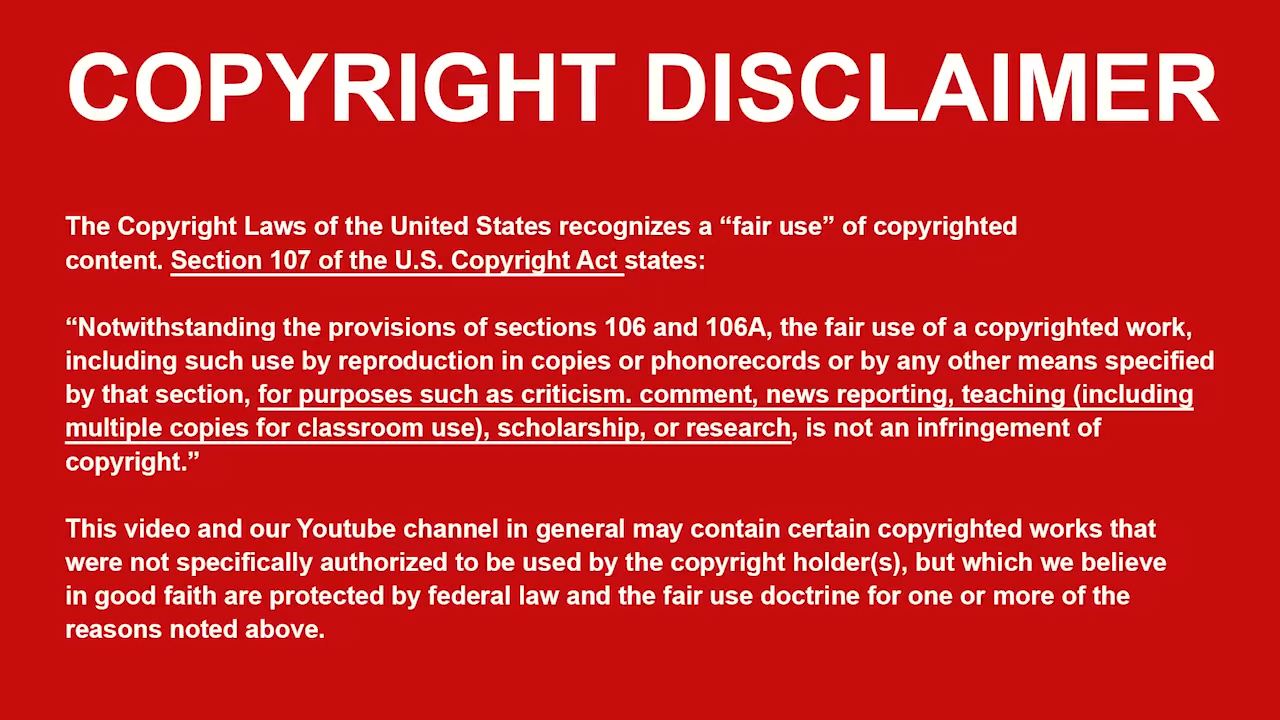 COPYRIGHT DISCLAIMER
The Copyright Laws of the United States recognizes a “fair use” of copyrighted
content. Section 107 of the U.S. Copyright Act states:
“Notwithstanding the provisions of sections 106 and 106A, the fair use of a copyrighted work,
including such use by reproduction in copies or phonorecords or by any other means specified
by that section, for purposes such as criticism. comment, news reporting, teaching (including
multiple copies for classroom use), scholarship, or research, is not an infringement of
copyright.”
This video and our Youtube channel in general may contain certain copyrighted works that
were not specifically authorized to be used by the copyright holder(s), but which we believe
in good faith are protected by federal law and the fair use doctrine for one or more of the
reasons noted above.